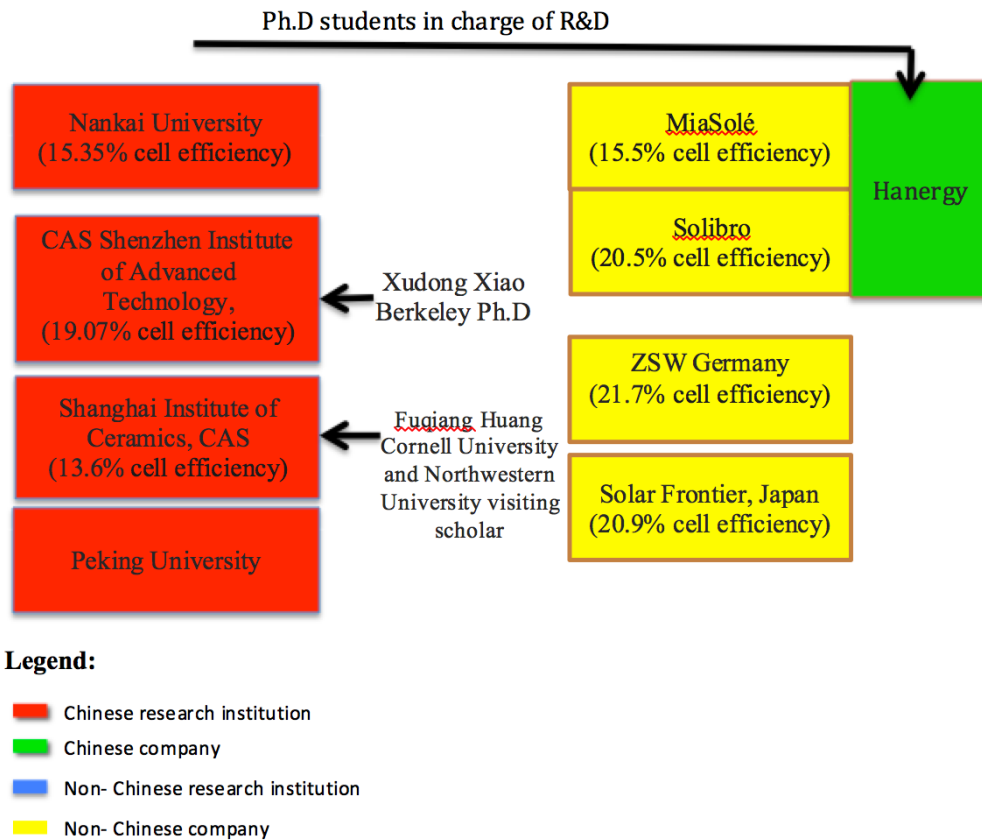 Ph.D students in charge of R&D
Nankai University
(15.35% cell efficiency)
CAS Shenzhen Institute
of Advanced
Technology,
(19.07% cell efficiency)
Shanghai Institute of
Ceramics, CAS
(13.6% cell efficiency)
Peking University
Xudong Xiao
Berkeley Ph.D
Fuqiang Huang
Cornell University
and Northwestern
University visiting
scholar
MiaSolé
(15.5% cell efficiency)
Solibro
(20.5% cell efficiency)
Hanergy
ZSW Germany
(21.7% cell efficiency)
Solar Frontier, Japan
(20.9% cell efficiency)
Legend:
Chinese research institution
Chinese company
Non- Chinese research institution
Non- Chinese company